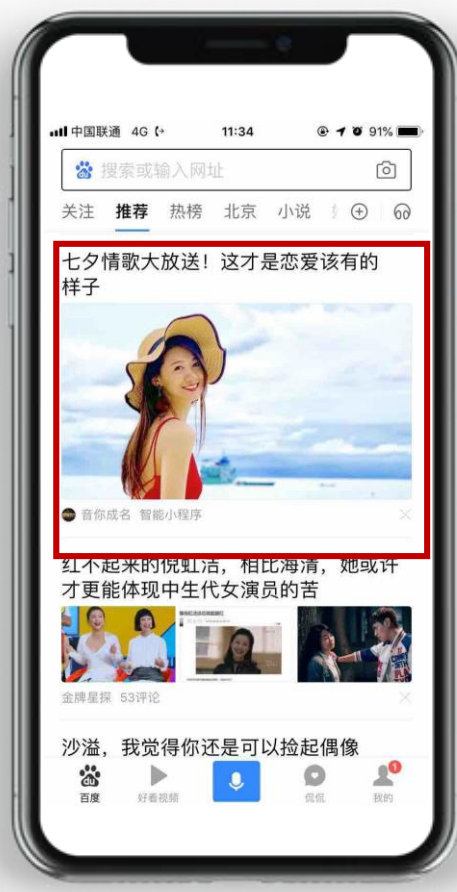 中国联通 4G 11:34 91%
搜索或输入网址
关注 推荐 热榜 北京 小说
七夕情歌大放送！这才是恋爱该有的
样子
音你成名 智能小程序
红不起来的倪虹洁，相比海清，她或许
才更能体现中生代女演员的苦
金牌星探 53评论
沙溢，我觉得你还是可以捡起偶像
du
1
百度 好看视频 侃侃 我的